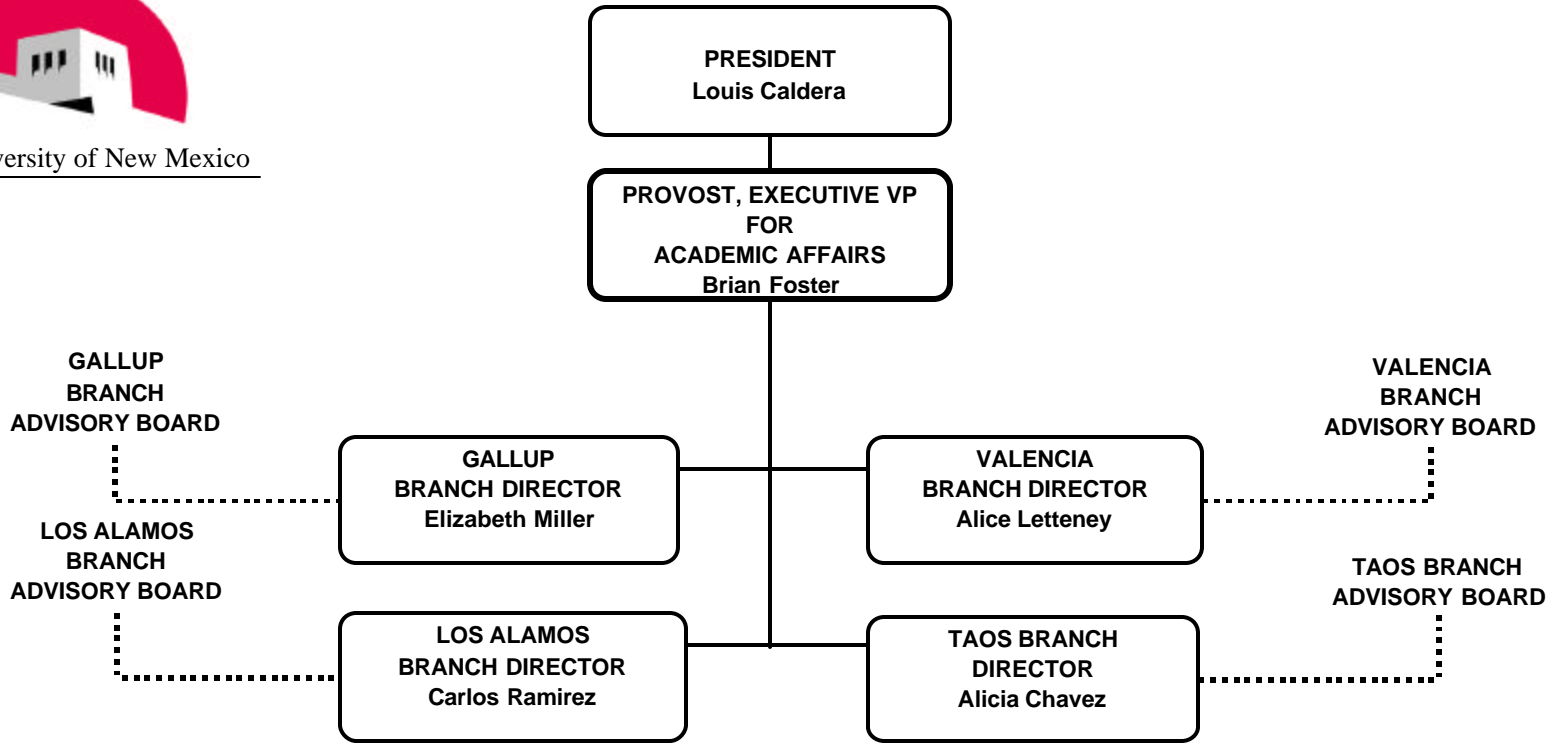 PRESIDENT
Louis Caldera
of New Mexico
PROVOST, EXECUTIVE VP
FOR
ACADEMIC AFFAIRS
Brian Foster
GALLUP
BRANCH
ADVISORY BOARD
VALENCIA
BRANCH
ADVISORY BOARD
GALLUP
BRANCH DIRECTOR
Elizabeth Miller
VALENCIA
BRANCH DIRECTOR
Alice Letteney
LOS ALAMOS
BRANCH
ADVISORY BOARD
TAOS BRANCH
ADVISORY BOARD
LOS ALAMOS
BRANCH DIRECTOR
Carlos Ramirez
TAOS BRANCH
DIRECTOR
Alicia Chavez